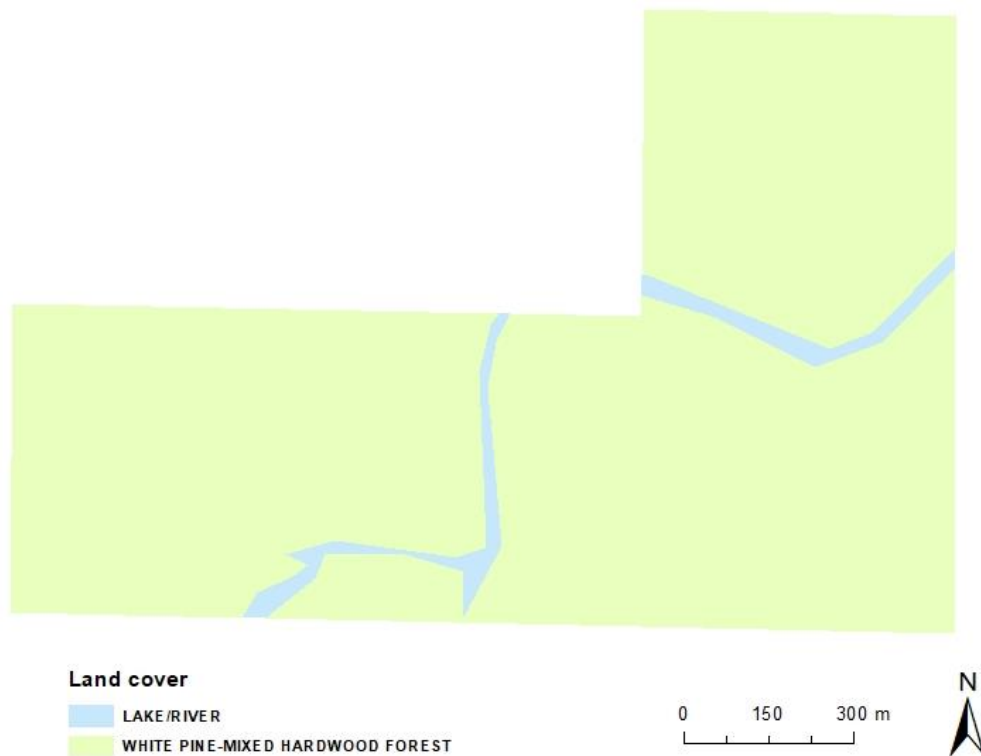 Land cover
LAKE/RIVER
WHITE PINE-MIXED HARDWOOD FOREST
0 150 300 m
N